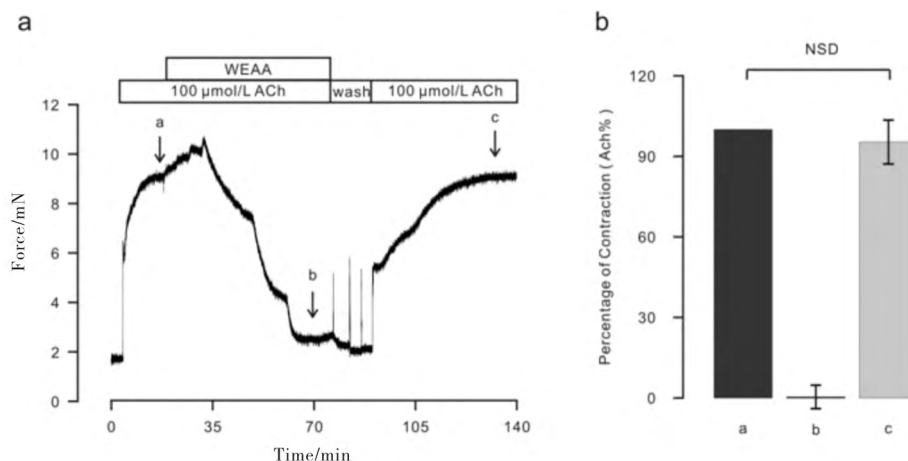 a
WEAA
100 μmol/L ACh
wash
100 μmol/L ACh
12
10
8
6
4
2
0
Force/mN
a
b
c
0
35
70
105
140
Time/min
b
NSD
120
90
60
30
0
Percentage of Contraction ( Ach% )
a
b
c